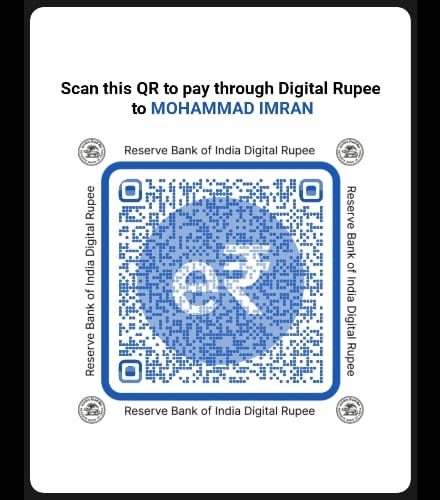 Scan this QR to pay through Digital Rupee
to MOHAMMAD IMRAN
Reserve Bank of India Digital Rupee
Reserve Bank of India Digital Rupee
Reserve Bank of India Digital Rupee
e₹
Reserve Bank of India Digital Rupee